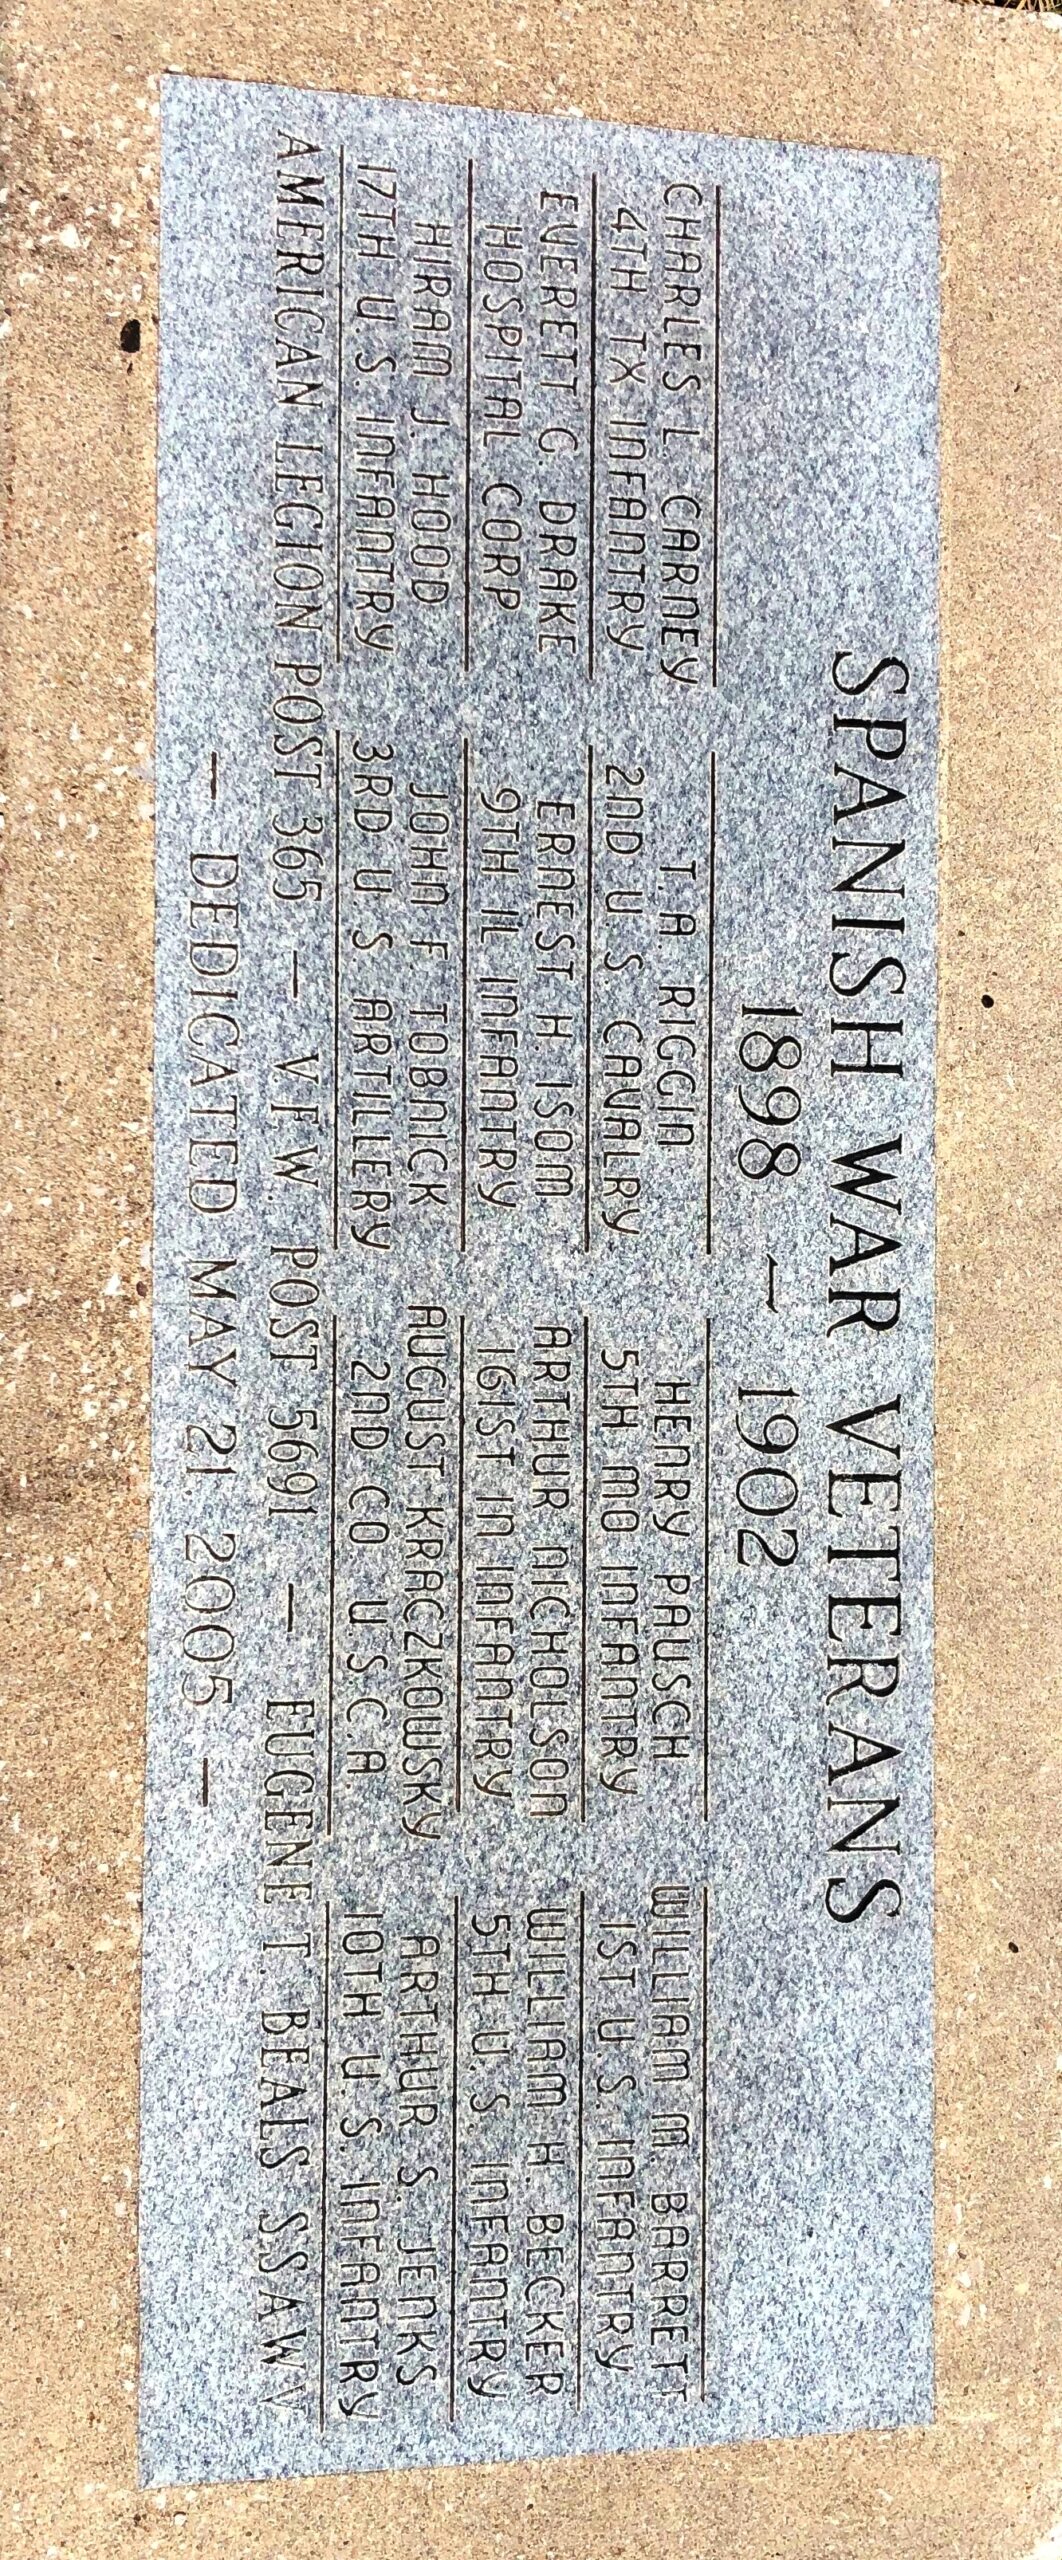 SPANISH WAR VETERANS
1898 – 1902
CHARLES L. CARNEY
4TH TX INFANTRY
T. A. RIGGIN
2ND U.S. CAVALRY
HENRY PAUSCH
5TH MO INFANTRY
WILLIAM M. BARRETT
1ST U.S. INFANTRY
EVERETT C. DRAKE
HOSPITAL CORP
ERNEST H. ISOM
9TH IL INFANTRY
ARTHUR NICHOLSON
161ST IN INFANTRY
WILLIAM H. BECKER
5TH U.S. INFANTRY
HIRAM J. HOOD
17TH U.S. INFANTRY
JOHN F. TOBNICK
3RD U.S ARTILLERY
AUGUST KRACZKOWSKY
2ND CO U.S.C.A.
ARTHUR S. JENKS
10TH U.S. INFANTRY
AMERICAN LEGION POST 365 – V.F.W. POST 5691 – EUGENE T. BEALS SSAWV
– DEDICATED MAY 21, 2005 –